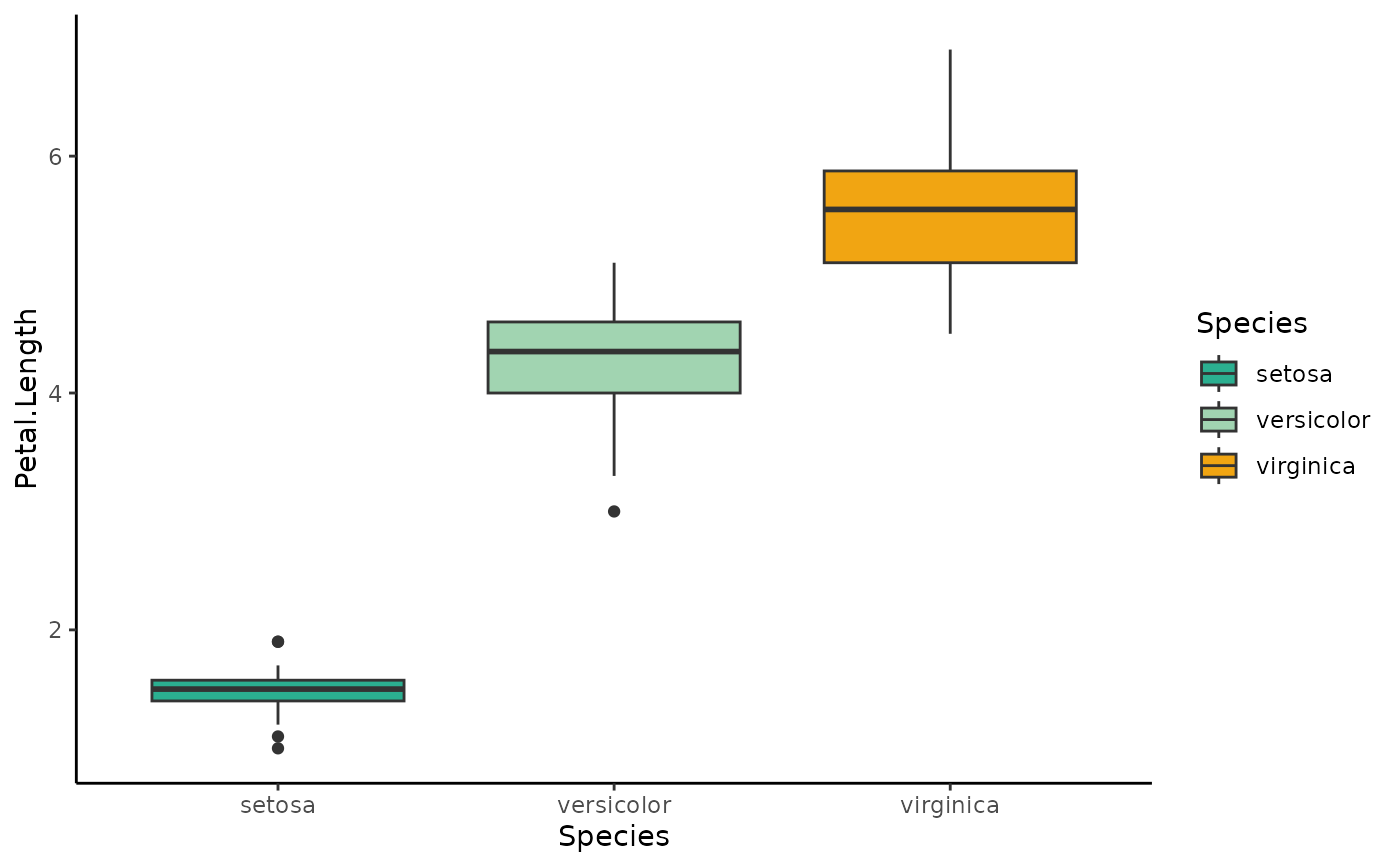 6
4
2
Petal.Length
setosa
versicolor
virginica
Species
Species
setosa
versicolor
virginica